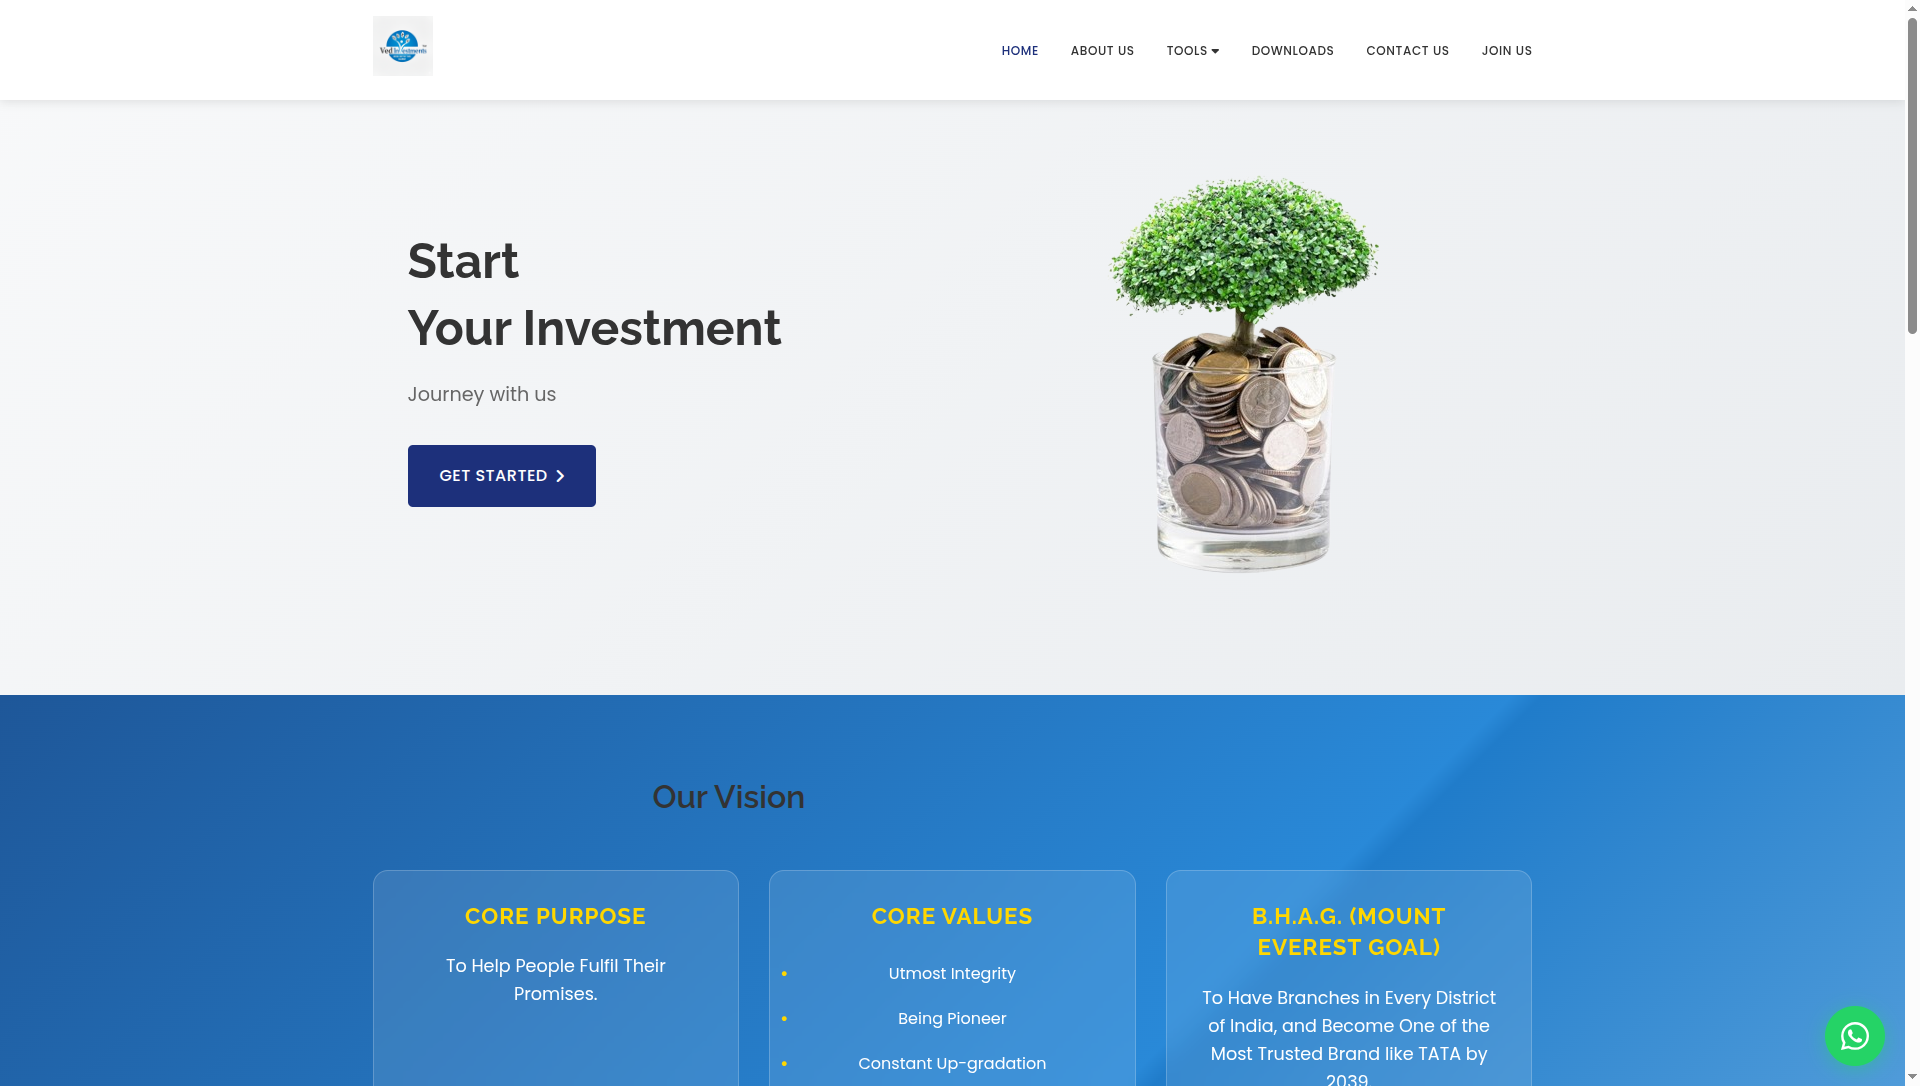 Ved Investments
HOME
ABOUT US
TOOLS
DOWNLOADS
CONTACT US
JOIN US
Start
Your Investment
Journey with us
GET STARTED
Our Vision
CORE PURPOSE
To Help People Fulfil Their
Promises.
CORE VALUES
• Utmost Integrity
• Being Pioneer
• Constant Up-gradation
B.H.A.G. (MOUNT
EVEREST GOAL)
To Have Branches in Every District
of India, and Become One of the
Most Trusted Brand like TATA by
2039